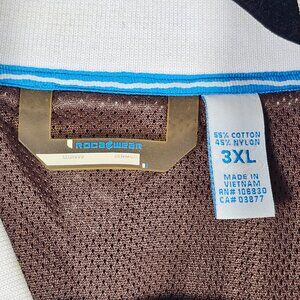 ROCAWEAR
55% COTTON
45% NYLON
3XL
MADE IN
VIETNAM
RN# 106930
CA# 03877